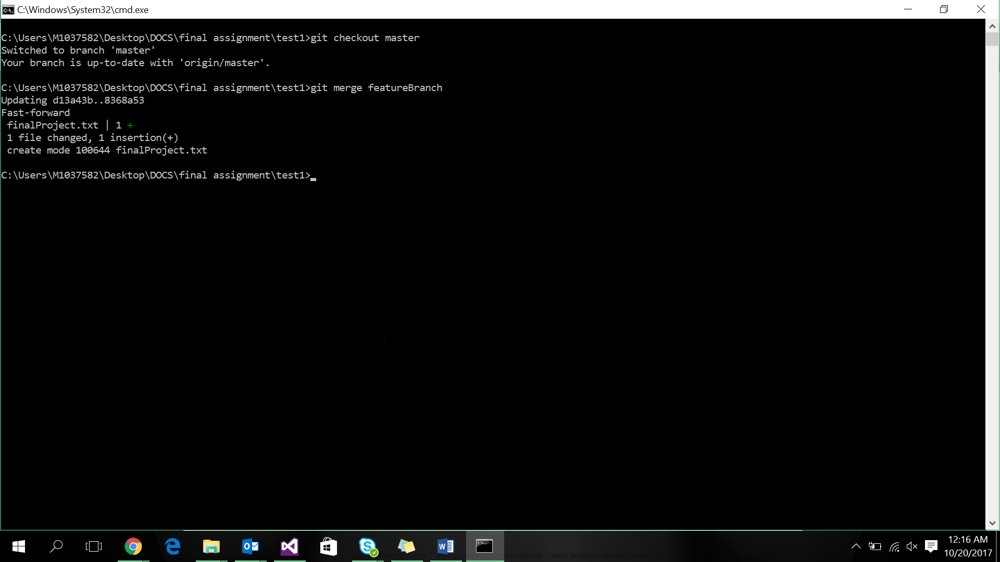 C:\Windows\System32\cmd.exe
C:\Users\M1037582\Desktop\DOCS\final assignment\test1>git checkout master
Switched to branch 'master'
Your branch is up-to-date with 'origin/master'.
C:\Users\M1037582\Desktop\DOCS\final assignment\test1>git merge featureBranch
Updating d13a43b..8368a53
Fast-forward
 finalProject.txt | 1 +
 1 file changed, 1 insertion(+)
 create mode 100644 finalProject.txt
C:\Users\M1037582\Desktop\DOCS\final assignment\test1>
12:16 AM
10/20/2017